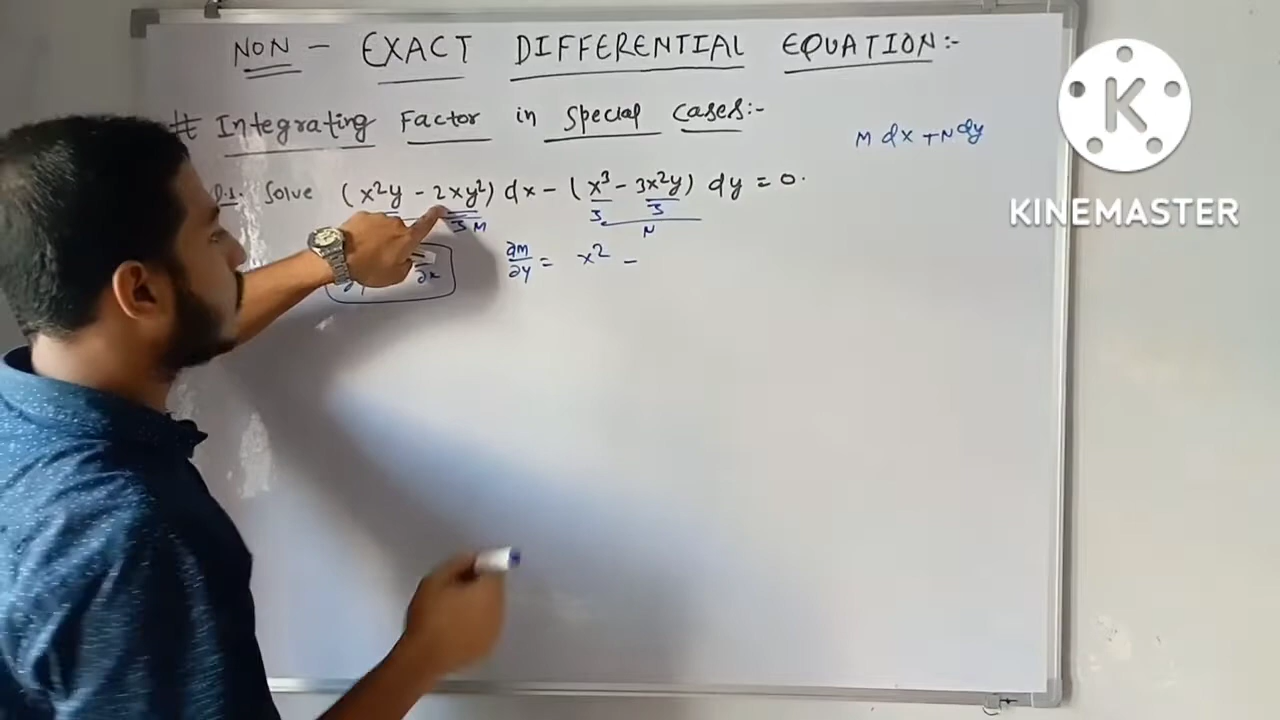 NON - EXACT DIFFERENTIAL EQUATION:-
# Integrating Factor in Special Cases:-
M dx + N dy
Q.1. Solve (x²y - 2xy²) dx - (x³ - 3x²y) dy = 0.
3 M 3 3
N
∂M/∂y = x² -
∂x
KINEMASTER